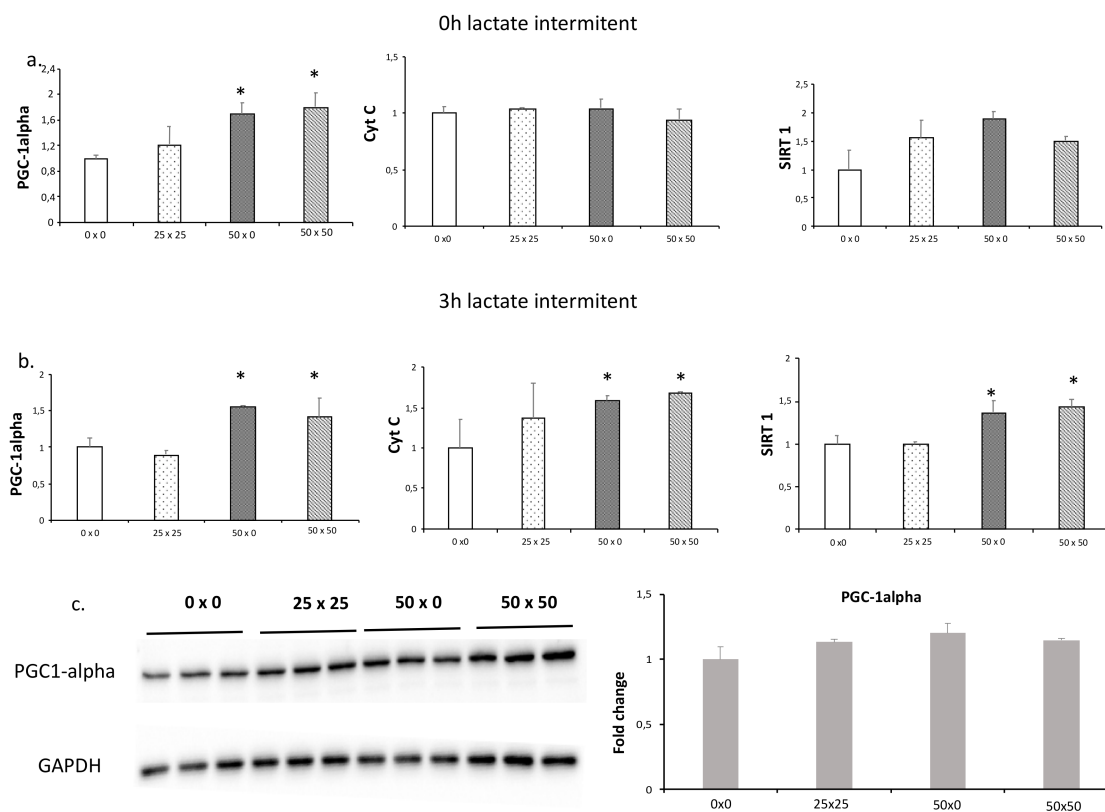 0h lactate intermitent
a.
PGC-1alpha
2,4
2
1,6
1,2
0,8
0,4
0
* *
0 x 0 25 x 25 50 x 0 50 x 50
Cyt C
1,5
1
0,5
0
0 x0 25 x 25 50 x 0 50 x 50
SIRT 1
2,5
2
1,5
1
0,5
0
0 x 0 25 x 25 50 x 0 50 x 50
3h lactate intermitent
b.
PGC-1alpha
2
1,5
1
0,5
0
* *
0 x 0 25 x 25 50 x 0 50 x 50
Cyt C
2
1,5
1
0,5
0
* *
0 x0 25 x 25 50 x 0 50 x 50
SIRT 1
2
1,5
1
0,5
0
* *
0 x0 25 x 25 50 x 0 50 x 50
c.
0 x 0 25 x 25 50 x 0 50 x 50
PGC1-alpha
GAPDH
PGC-1alpha
Fold change
1,5
1
0,5
0
0x0 25x25 50x0 50x50